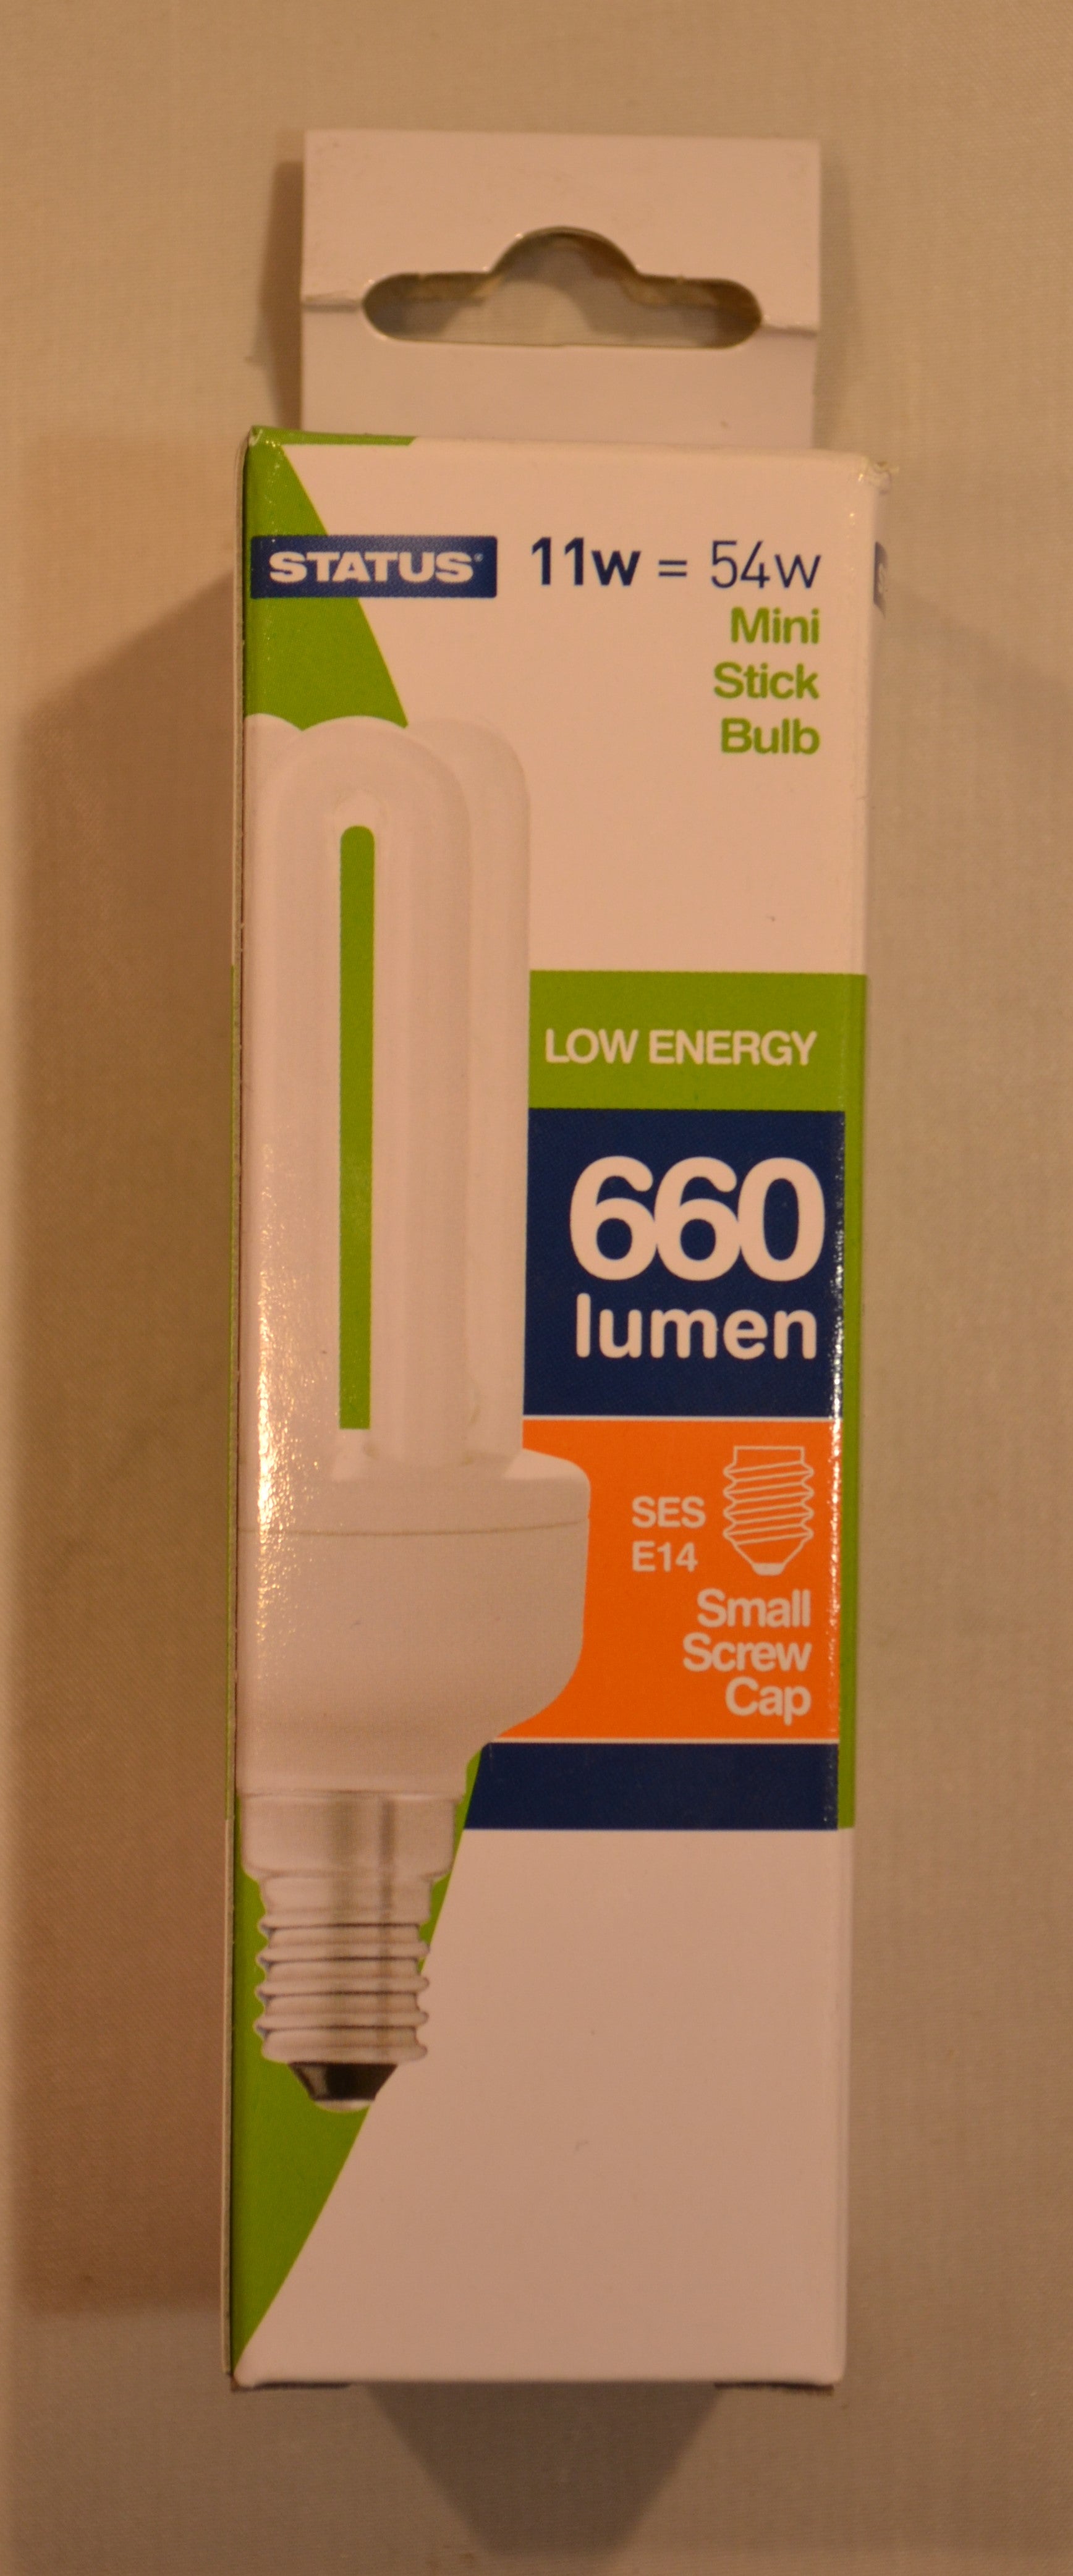 STATUS®
11w = 54w
Mini
Stick
Bulb
LOW ENERGY
660
lumen
SES
E14
Small
Screw
Cap